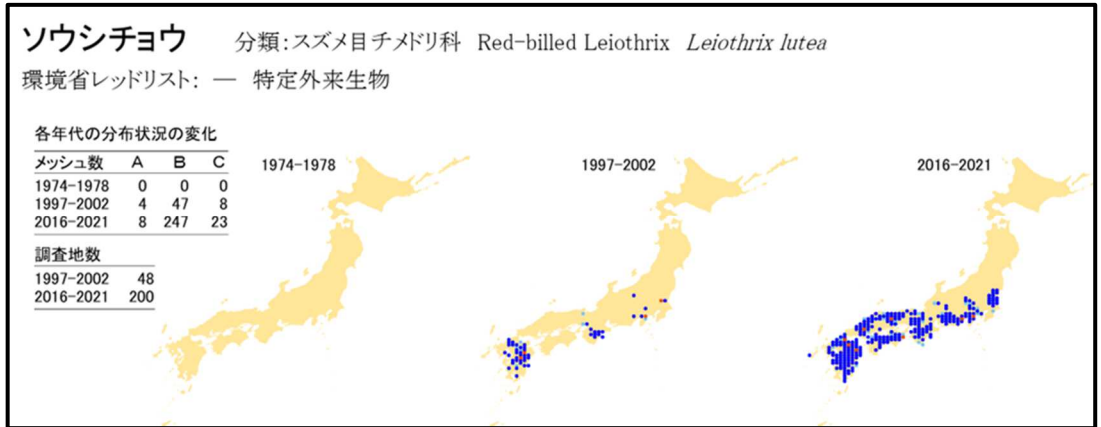 ソウシチョウ 分類:スズメ目チメドリ科 Red-billed Leiothrix Leiothrix lutea
環境省レッドリスト: ― 特定外来生物
各年代の分布状況の変化
メッシュ数 A B C
1974-1978 0 0 0
1997-2002 4 47 8
2016-2021 8 247 23
調査地数
1997-2002 48
2016-2021 200
1974-1978
1997-2002
2016-2021